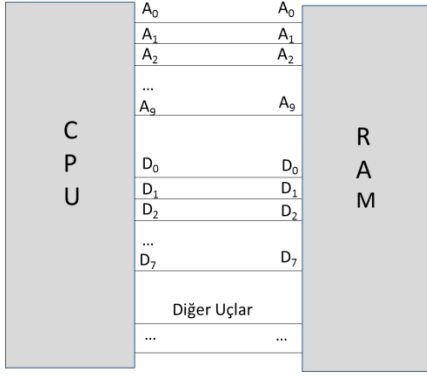 A₀ A₀
A₁ A₁
A₂ A₂
...
A₉ A₉
C
P
U
R
A
M
D₀ D₀
D₁ D₁
D₂ D₂
...
D₇ D₇
Diğer Uçlar
... ...